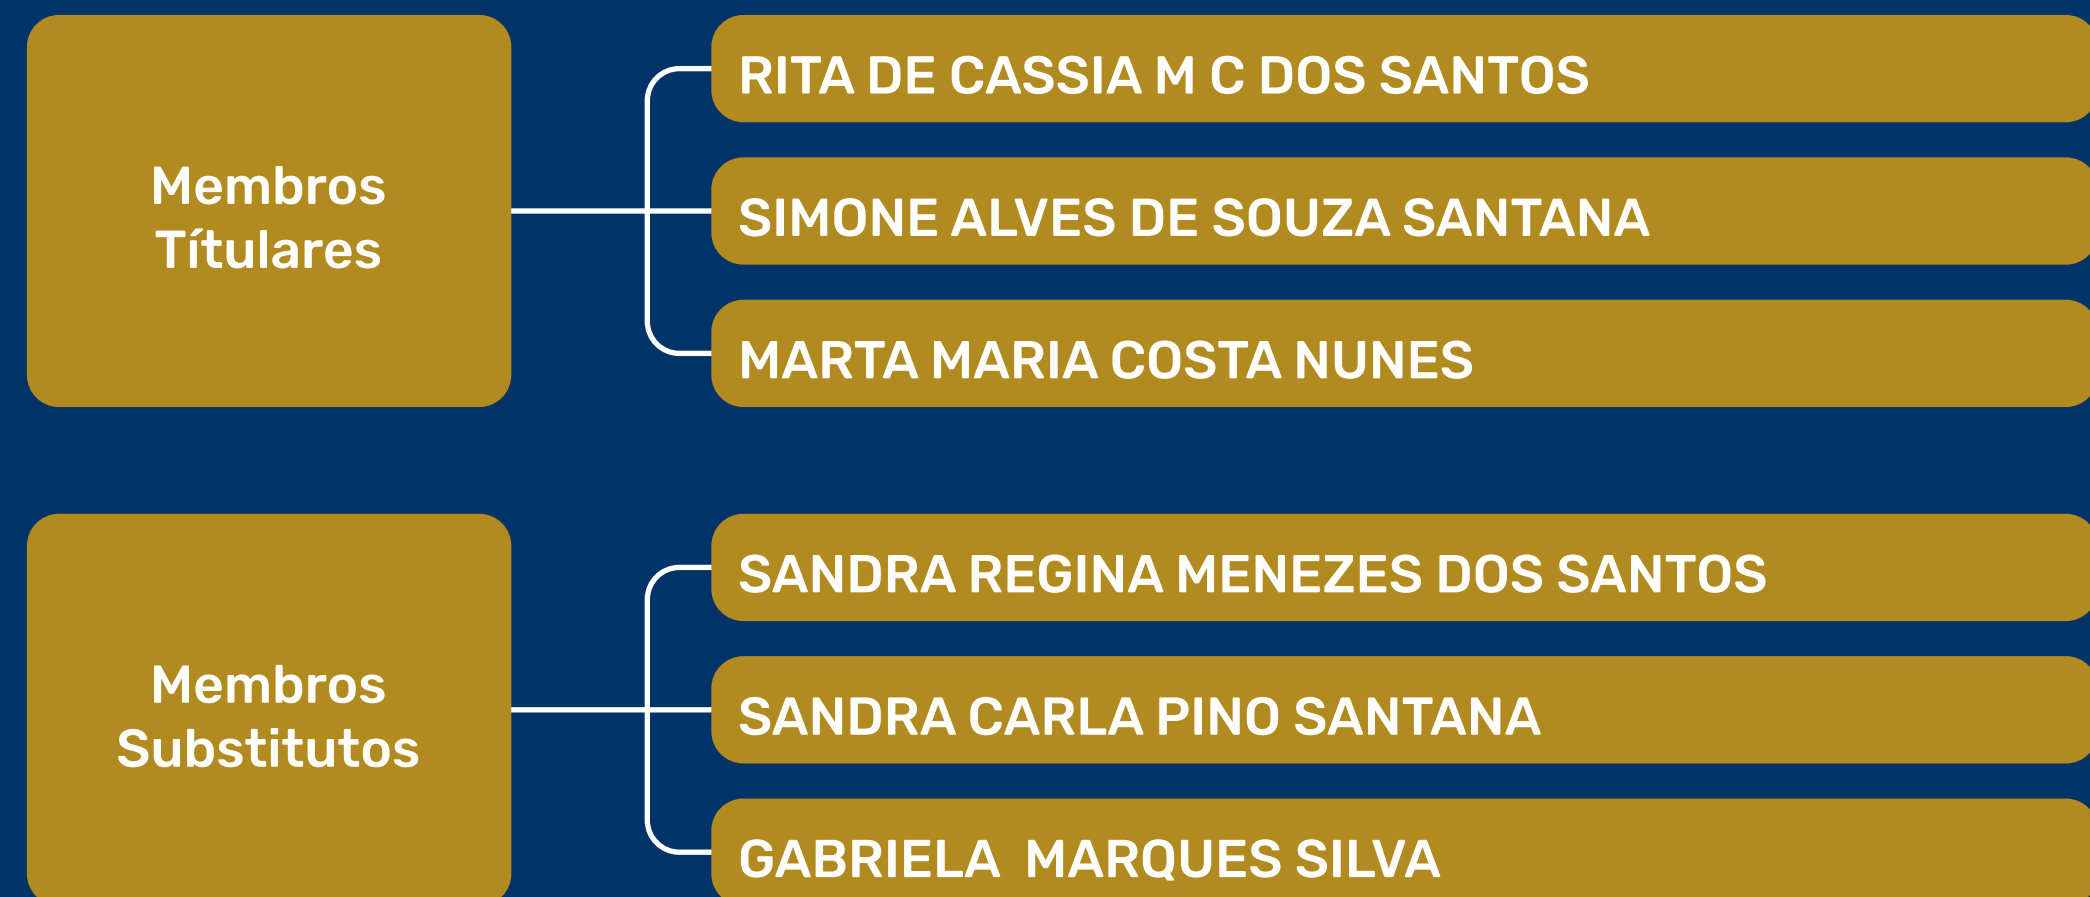 Membros
Títulares
RITA DE CASSIA M C DOS SANTOS
SIMONE ALVES DE SOUZA SANTANA
MARTA MARIA COSTA NUNES
Membros
Substitutos
SANDRA REGINA MENEZES DOS SANTOS
SANDRA CARLA PINO SANTANA
GABRIELA  MARQUES SILVA